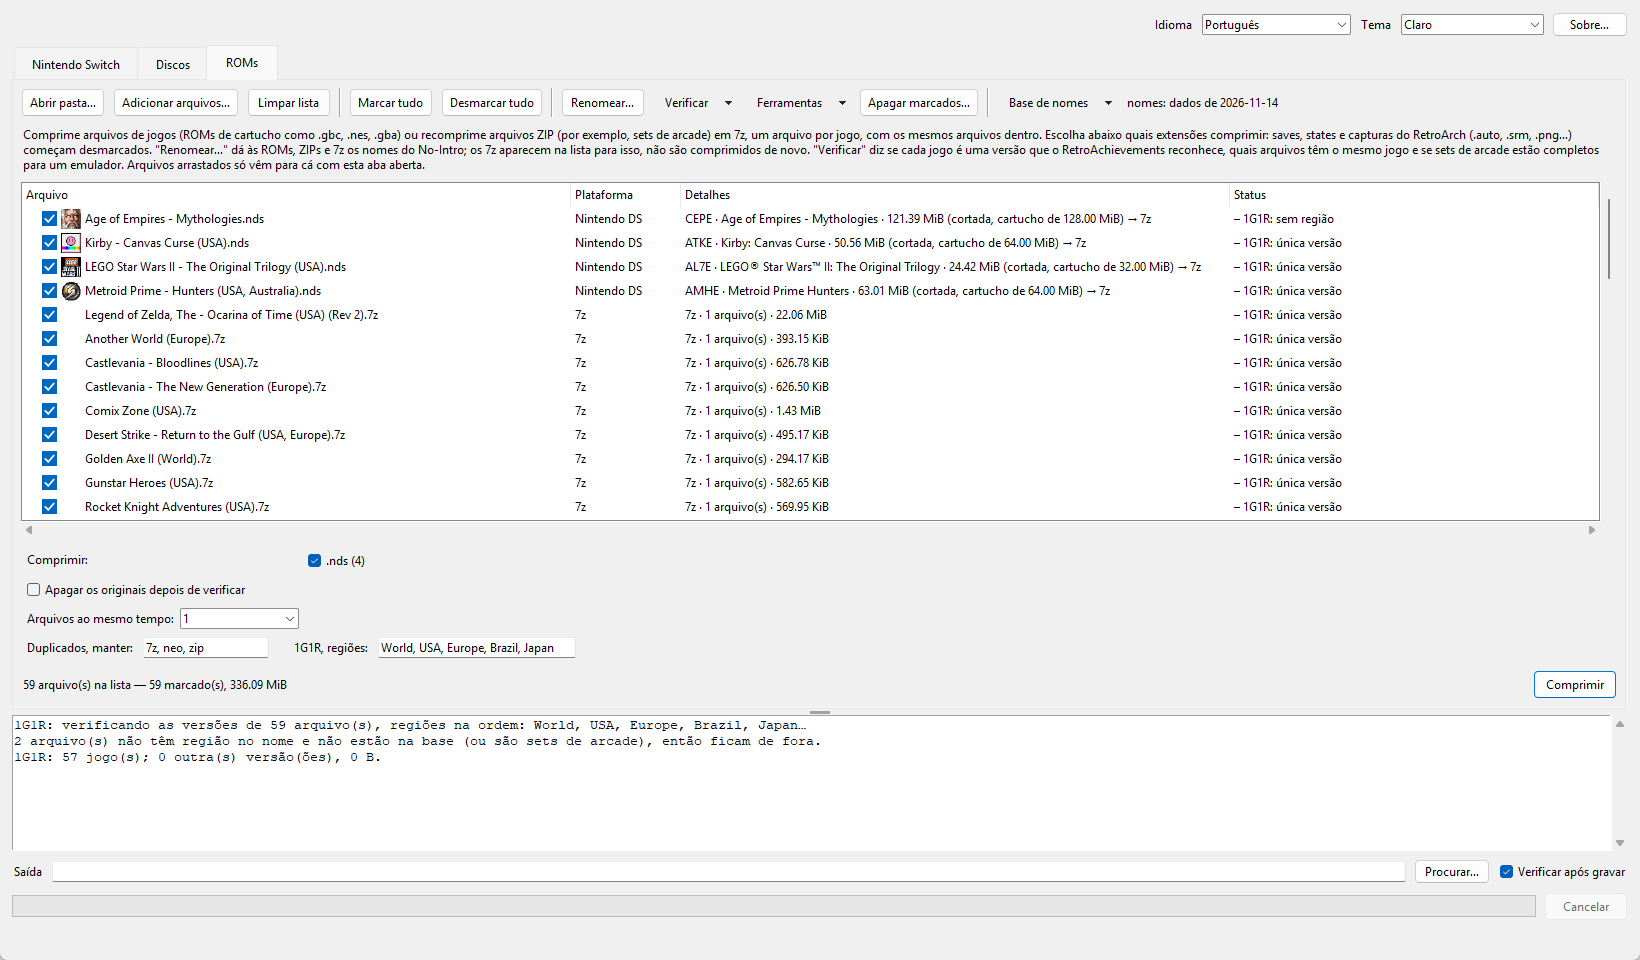 Idioma Português Tema Claro Sobre...
Nintendo Switch Discos ROMs
Abrir pasta... Adicionar arquivos... Limpar lista Marcar tudo Desmarcar tudo Renomear... Verificar Ferramentas Apagar marcados... Base de nomes nomes: dados de 2026-11-14
Comprime arquivos de jogos (ROMs de cartucho como .gbc, .nes, .gba) ou recomprime arquivos ZIP (por exemplo, sets de arcade) em 7z, um arquivo por jogo, com os mesmos arquivos dentro. Escolha abaixo quais extensões comprimir: saves, states e capturas do RetroArch (.auto, .srm, .png...)
começam desmarcados. "Renomear..." dá às ROMs, ZIPs e 7z os nomes do No-Intro; os 7z aparecem na lista para isso, não são comprimidos de novo. "Verificar" diz se cada jogo é uma versão que o RetroAchievements reconhece, quais arquivos têm o mesmo jogo e se sets de arcade estão completos
para um emulador. Arquivos arrastados só vêm para cá com esta aba aberta.
Arquivo Plataforma Detalhes Status
Age of Empires - Mythologies.nds Nintendo DS CEPE · Age of Empires - Mythologies · 121.39 MiB (cortada, cartucho de 128.00 MiB) → 7z – 1G1R: sem região
Kirby - Canvas Curse (USA).nds Nintendo DS ATKE · Kirby: Canvas Curse · 50.56 MiB (cortada, cartucho de 64.00 MiB) → 7z – 1G1R: única versão
LEGO Star Wars II - The Original Trilogy (USA).nds Nintendo DS AL7E · LEGO® Star Wars™ II: The Original Trilogy · 24.42 MiB (cortada, cartucho de 32.00 MiB) → 7z – 1G1R: única versão
Metroid Prime - Hunters (USA, Australia).nds Nintendo DS AMHE · Metroid Prime Hunters · 63.01 MiB (cortada, cartucho de 64.00 MiB) → 7z – 1G1R: única versão
Legend of Zelda, The - Ocarina of Time (USA) (Rev 2).7z 7z 7z · 1 arquivo(s) · 22.06 MiB – 1G1R: única versão
Another World (Europe).7z 7z 7z · 1 arquivo(s) · 393.15 KiB – 1G1R: única versão
Castlevania - Bloodlines (USA).7z 7z 7z · 1 arquivo(s) · 626.78 KiB – 1G1R: única versão
Castlevania - The New Generation (Europe).7z 7z 7z · 1 arquivo(s) · 626.50 KiB – 1G1R: única versão
Comix Zone (USA).7z 7z 7z · 1 arquivo(s) · 1.43 MiB – 1G1R: única versão
Desert Strike - Return to the Gulf (USA, Europe).7z 7z 7z · 1 arquivo(s) · 495.17 KiB – 1G1R: única versão
Golden Axe II (World).7z 7z 7z · 1 arquivo(s) · 294.17 KiB – 1G1R: única versão
Gunstar Heroes (USA).7z 7z 7z · 1 arquivo(s) · 582.65 KiB – 1G1R: única versão
Rocket Knight Adventures (USA).7z 7z 7z · 1 arquivo(s) · 569.95 KiB – 1G1R: única versão
Comprimir: .nds (4)
Apagar os originais depois de verificar
Arquivos ao mesmo tempo: 1
Duplicados, manter: 7z, neo, zip 1G1R, regiões: World, USA, Europe, Brazil, Japan
59 arquivo(s) na lista — 59 marcado(s), 336.09 MiB Comprimir
1G1R: verificando as versões de 59 arquivo(s), regiões na ordem: World, USA, Europe, Brazil, Japan…
2 arquivo(s) não têm região no nome e não estão na base (ou são sets de arcade), então ficam de fora.
1G1R: 57 jogo(s); 0 outra(s) versão(ões), 0 B.
Saída Procurar... Verificar após gravar
Cancelar